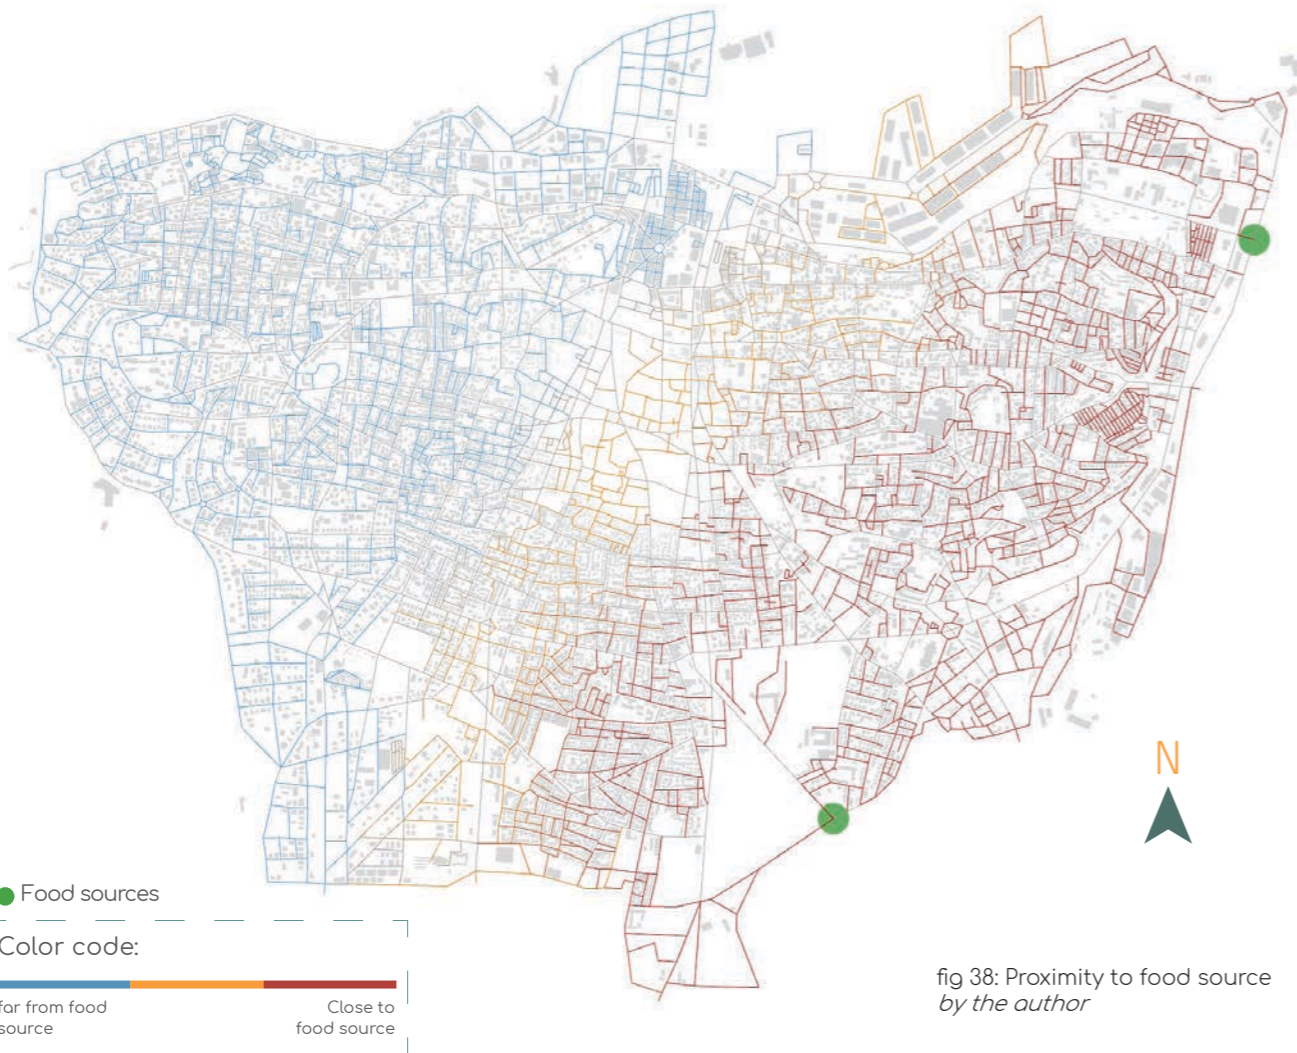 N
Food sources
Color code:
far from food
source
Close to
food source
fig 38: Proximity to food source
by the author